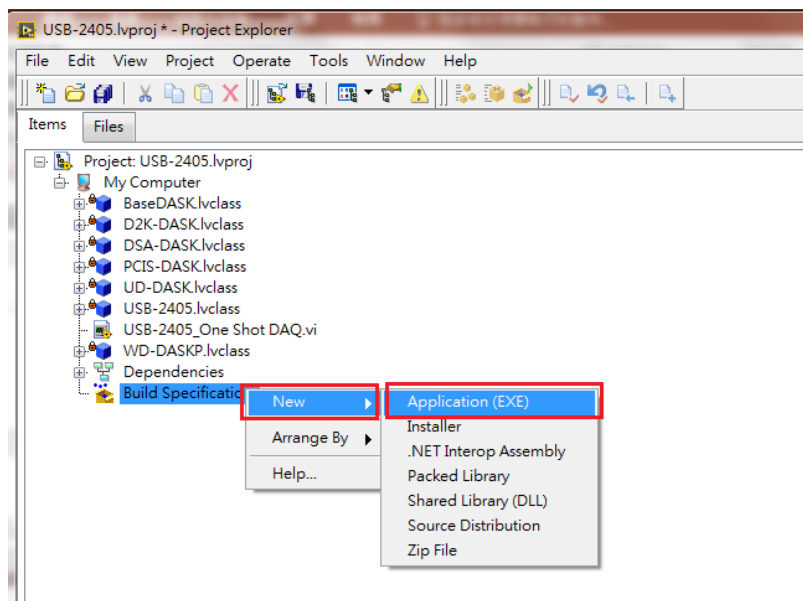 USB-2405.lvproj * - Project Explorer
File Edit View Project Operate Tools Window Help
Items Files
Project: USB-2405.lvproj
My Computer
BaseDASK.lvclass
D2K-DASK.lvclass
DSA-DASK.lvclass
PCIS-DASK.lvclass
UD-DASK.lvclass
USB-2405.lvclass
USB-2405_One Shot DAQ.vi
WD-DASKP.lvclass
Dependencies
Build Specificatio
New
Arrange By
Help...
Application (EXE)
Installer
.NET Interop Assembly
Packed Library
Shared Library (DLL)
Source Distribution
Zip File